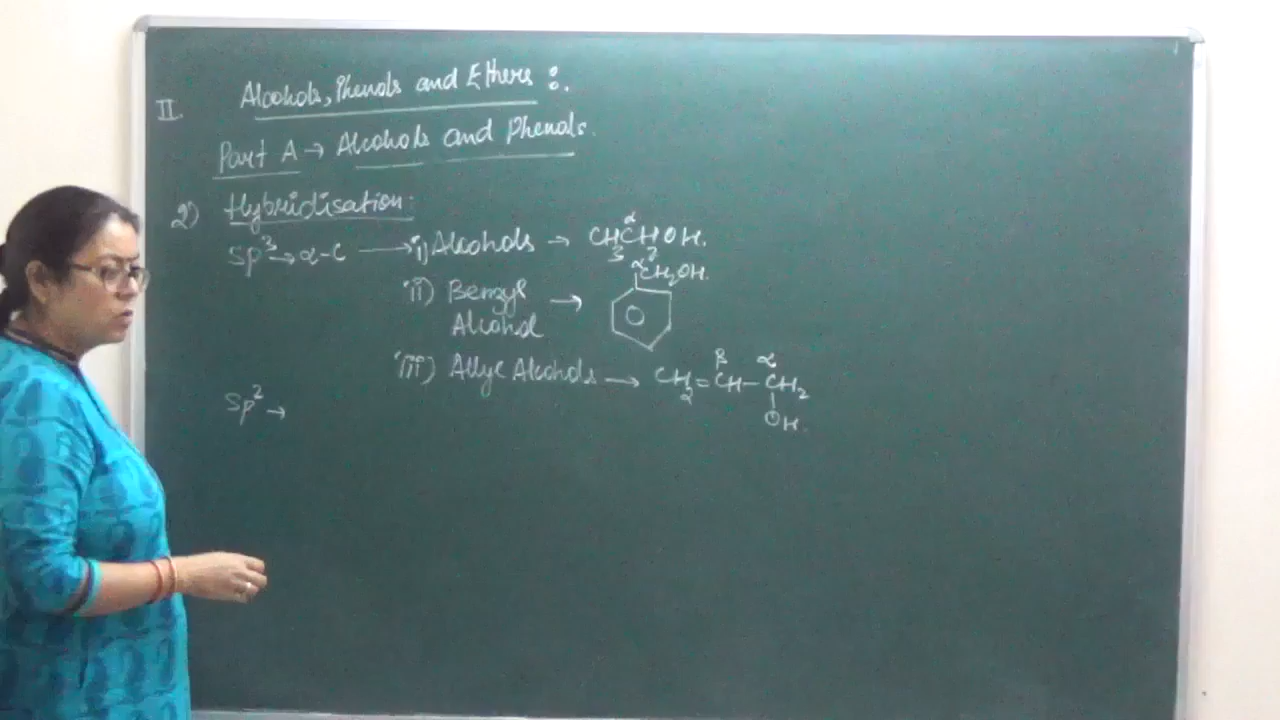 II. Alcohols, Phenols and Ethers :.
Part A → Alcohols and Phenols.
2) Hybridisation:
Sp³ → α-C → i) Alcohols → CH₃CH₂OH.
α
ii) Benzyl Alcohol →
α CH₂OH.
iii) Allyl Alcohols → CH₂=CH-CH₂
β α
OH.
Sp² →